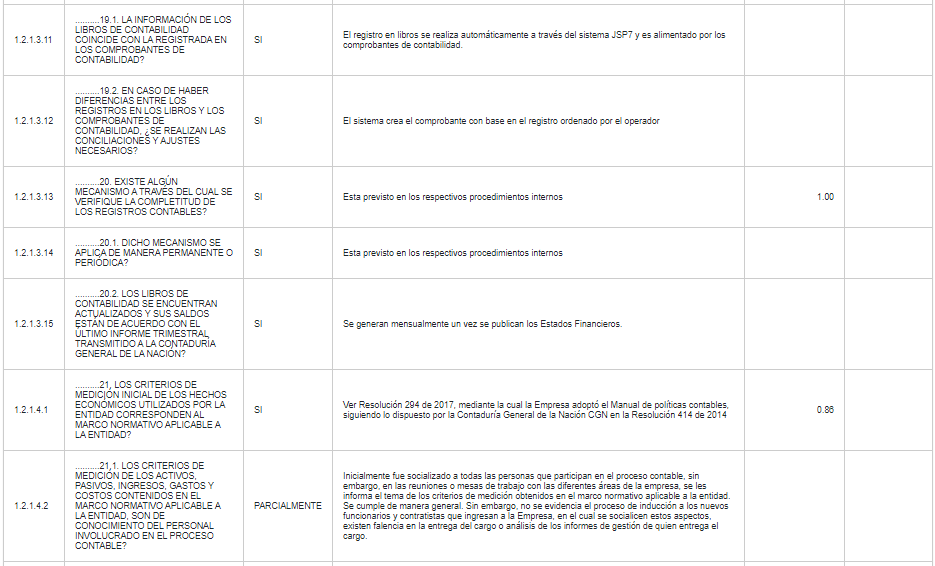 ..........19.1. LA INFORMACIÓN DE LOS
LIBROS DE CONTABILIDAD
1.2.1.3.11 COINCIDE CON LA REGISTRADA EN SI El registro en libros se realiza automáticamente a través del sistema JSP7 y es alimentado por los
LOS COMPROBANTES DE comprobantes de contabilidad.
CONTABILIDAD?
..........19.2. EN CASO DE HABER
DIFERENCIAS ENTRE LOS
REGISTROS EN LOS LIBROS Y LOS
1.2.1.3.12 COMPROBANTES DE SI El sistema crea el comprobante con base en el registro ordenado por el operador
CONTABILIDAD, ¿SE REALIZAN LAS
CONCILIACIONES Y AJUSTES
NECESARIOS?
..........20. EXISTE ALGÚN
MECANISMO A TRAVÉS DEL CUAL SE
1.2.1.3.13 VERIFIQUE LA COMPLETITUD DE SI Esta previsto en los respectivos procedimientos internos 1.00
LOS REGISTROS CONTABLES?
..........20.1. DICHO MECANISMO SE
1.2.1.3.14 APLICA DE MANERA PERMANENTE O SI Esta previsto en los respectivos procedimientos internos
PERIÓDICA?
..........20.2. LOS LIBROS DE
CONTABILIDAD SE ENCUENTRAN
ACTUALIZADOS Y SUS SALDOS
1.2.1.3.15 ESTÁN DE ACUERDO CON EL SI Se generan mensualmente un vez se publican los Estados Financieros.
ÚLTIMO INFORME TRIMESTRAL
TRANSMITIDO A LA CONTADURÍA
GENERAL DE LA NACIÓN?
..........21. LOS CRITERIOS DE
MEDICIÓN INICIAL DE LOS HECHOS
1.2.1.4.1 ECONÓMICOS UTILIZADOS POR LA SI Ver Resolución 294 de 2017, mediante la cual la Empresa adoptó el Manual de políticas contables, 0.86
ENTIDAD CORRESPONDEN AL siguiendo lo dispuesto por la Contaduría General de la Nación CGN en la Resolución 414 de 2014
MARCO NORMATIVO APLICABLE A
LA ENTIDAD?
..........21.1. LOS CRITERIOS DE
MEDICIÓN DE LOS ACTIVOS, Inicialmente fue socializado a todas las personas que participan en el proceso contable, sin
PASIVOS, INGRESOS, GASTOS Y embargo, en las reuniones o mesas de trabajo con las diferentes áreas de la empresa, se les
COSTOS CONTENIDOS EN EL informa el tema de los criterios de medición obtenidos en el marco normativo aplicable a la entidad.
1.2.1.4.2 MARCO NORMATIVO APLICABLE A PARCIALMENTE Se cumple de manera general. Sin embargo, no se evidencia el proceso de inducción a los nuevos
LA ENTIDAD, SON DE funcionarios y contratistas que ingresan a la Empresa, en el cual se socialicen estos aspectos,
CONOCIMIENTO DEL PERSONAL existen falencia en la entrega del cargo o análisis de los informes de gestión de quien entrega el
INVOLUCRADO EN EL PROCESO cargo.
CONTABLE?